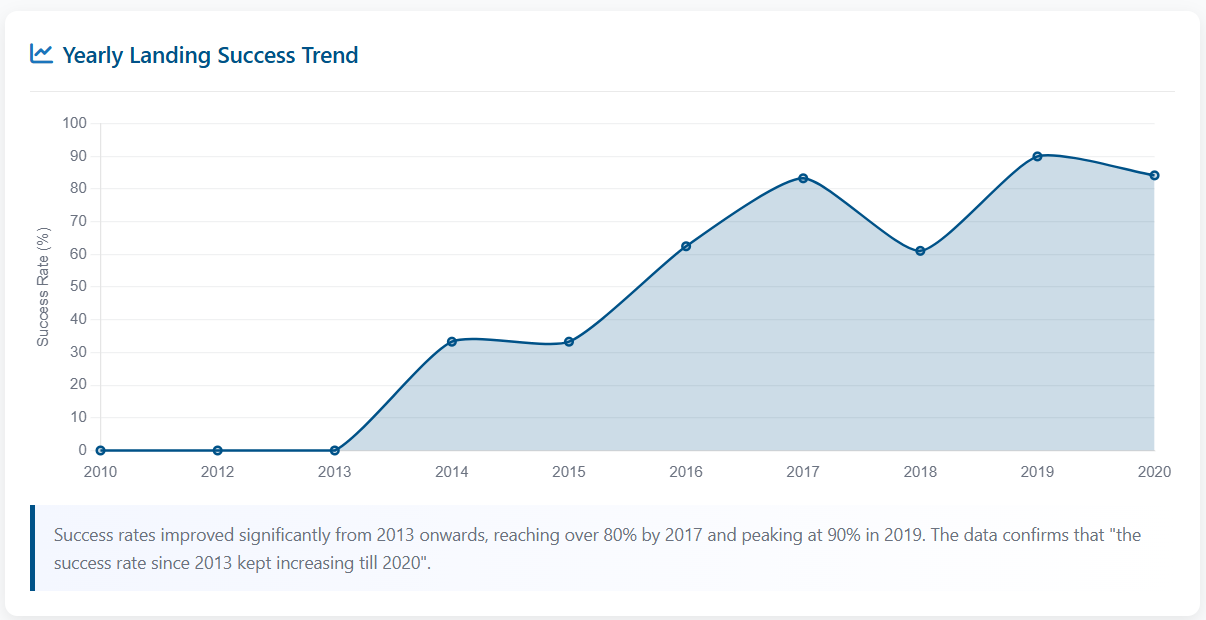 Yearly Landing Success Trend
100
90
80
70
60
50
40
30
20
10
0
Success Rate (%)
2010 2012 2013 2014 2015 2016 2017 2018 2019 2020
Success rates improved significantly from 2013 onwards, reaching over 80% by 2017 and peaking at 90% in 2019. The data confirms that "the
success rate since 2013 kept increasing till 2020".